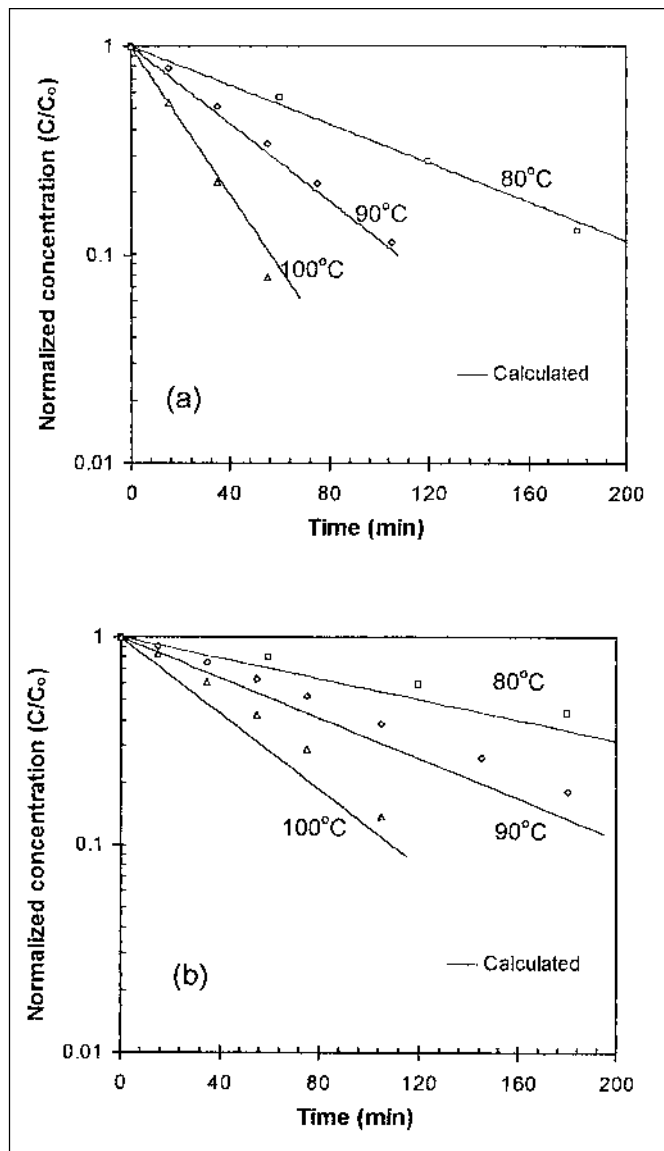 1
Normalized concentration (C/Co)
80°C
90°C
0.1
100°C
(a)
Calculated
0.01
0 40 80 120 160 200
Time (min)
1
Normalized concentration (C/Co)
80°C
100°C
90°C
0.1
(b)
Calculated
0.01
0 40 80 120 160 200
Time (min)